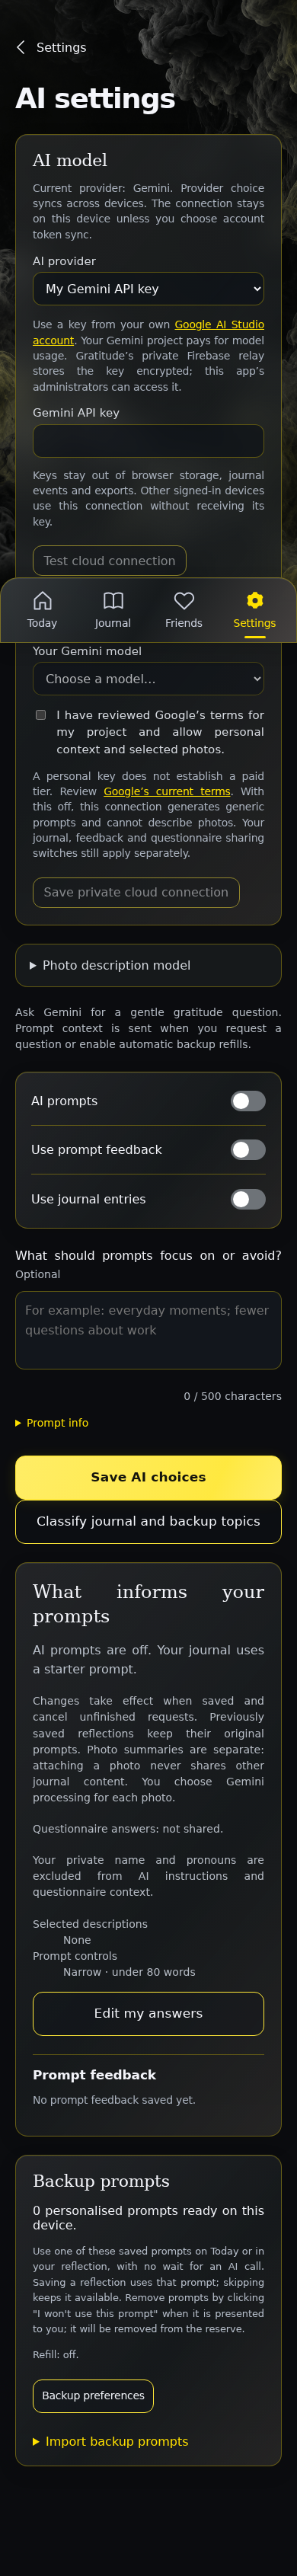 Settings
AI settings
AI model
Current provider: Gemini. Provider choice
syncs across devices. The connection stays
on this device unless you choose account
token sync.
AI provider
My Gemini API key
Use a key from your own Google AI Studio
account. Your Gemini project pays for model
usage. Gratitude’s private Firebase relay
stores the key encrypted; this app’s
administrators can access it.
Gemini API key
Keys stay out of browser storage, journal
events and exports. Other signed-in devices
use this connection without receiving its
key.
Test cloud connection
Today
Journal
Friends
Settings
Your Gemini model
Choose a model…
I have reviewed Google’s terms for
my project and allow personal
context and selected photos.
A personal key does not establish a paid
tier. Review Google’s current terms. With
this off, this connection generates generic
prompts and cannot describe photos. Your
journal, feedback and questionnaire sharing
switches still apply separately.
Save private cloud connection
Photo description model
Ask Gemini for a gentle gratitude question.
Prompt context is sent when you request a
question or enable automatic backup refills.
AI prompts
Use prompt feedback
Use journal entries
What should prompts focus on or avoid?
Optional
For example: everyday moments; fewer
questions about work
0 / 500 characters
Prompt info
Save AI choices
Classify journal and backup topics
What informs your
prompts
AI prompts are off. Your journal uses
a starter prompt.
Changes take effect when saved and
cancel unfinished requests. Previously
saved reflections keep their original
prompts. Photo summaries are separate:
attaching a photo never shares other
journal content. You choose Gemini
processing for each photo.
Questionnaire answers: not shared.
Your private name and pronouns are
excluded from AI instructions and
questionnaire context.
Selected descriptions
None
Prompt controls
Narrow · under 80 words
Edit my answers
Prompt feedback
No prompt feedback saved yet.
Backup prompts
0 personalised prompts ready on this
device.
Use one of these saved prompts on Today or in
your reflection, with no wait for an AI call.
Saving a reflection uses that prompt; skipping
keeps it available. Remove prompts by clicking
"I won't use this prompt" when it is presented
to you; it will be removed from the reserve.
Refill: off.
Backup preferences
Import backup prompts